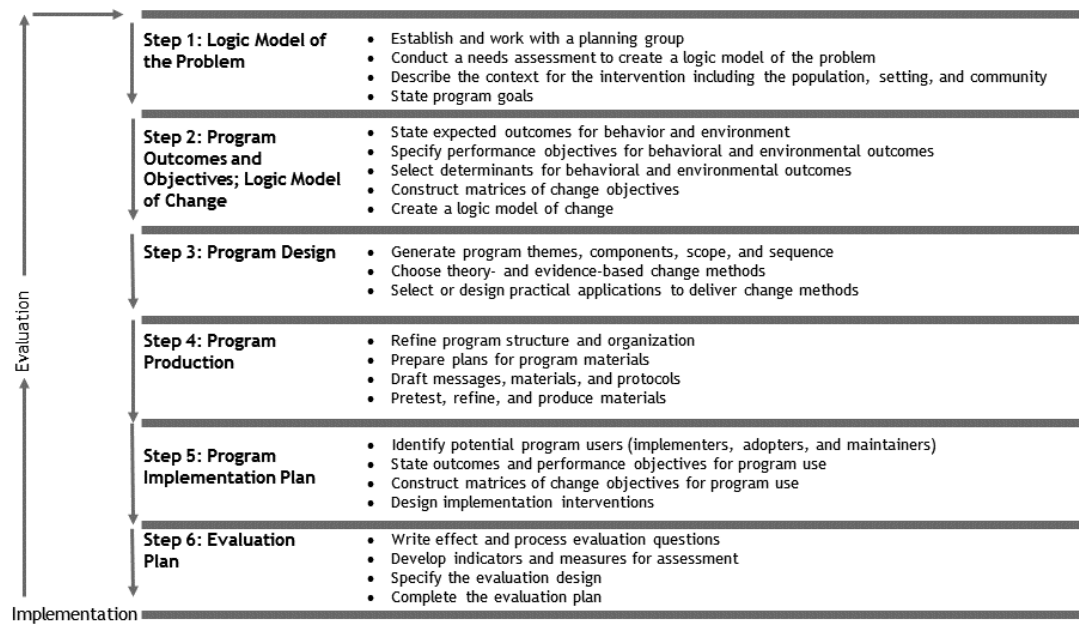 Step 1: Logic Model of
the Problem
• Establish and work with a planning group
• Conduct a needs assessment to create a logic model of the problem
• Describe the context for the intervention including the population, setting, and community
• State program goals
Step 2: Program
Outcomes and
Objectives; Logic Model
of Change
• State expected outcomes for behavior and environment
• Specify performance objectives for behavioral and environmental outcomes
• Select determinants for behavioral and environmental outcomes
• Construct matrices of change objectives
• Create a logic model of change
Step 3: Program Design
• Generate program themes, components, scope, and sequence
• Choose theory- and evidence-based change methods
• Select or design practical applications to deliver change methods
Step 4: Program
Production
• Refine program structure and organization
• Prepare plans for program materials
• Draft messages, materials, and protocols
• Pretest, refine, and produce materials
Step 5: Program
Implementation Plan
• Identify potential program users (implementers, adopters, and maintainers)
• State outcomes and performance objectives for program use
• Construct matrices of change objectives for program use
• Design implementation interventions
Step 6: Evaluation
Plan
• Write effect and process evaluation questions
• Develop indicators and measures for assessment
• Specify the evaluation design
• Complete the evaluation plan
Implementation
Evaluation